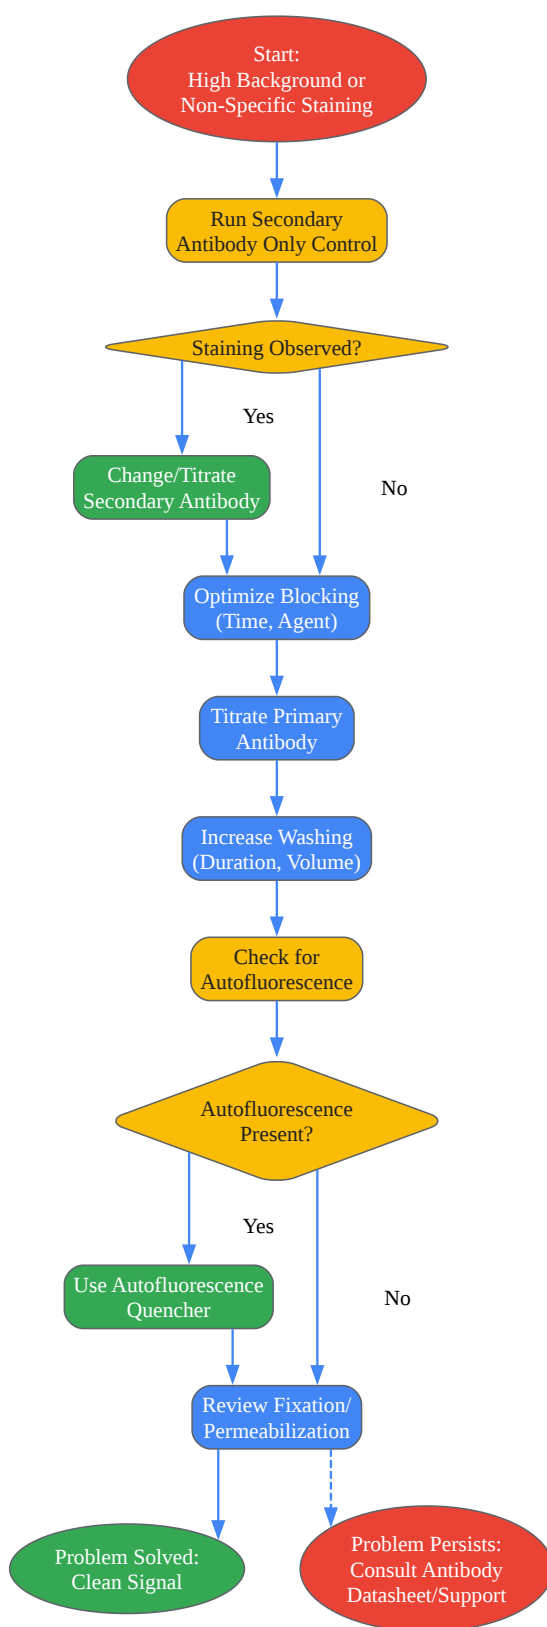 Start:
High Background or
Non-Specific Staining
Run Secondary
Antibody Only Control
Staining Observed?
Yes
Change/Titrate
Secondary Antibody
No
Optimize Blocking
(Time, Agent)
Titrate Primary
Antibody
Increase Washing
(Duration, Volume)
Check for
Autofluorescence
Autofluorescence
Present?
Yes
Use Autofluorescence
Quencher
No
Review Fixation/
Permeabilization
Problem Solved:
Clean Signal
Problem Persists:
Consult Antibody
Datasheet/Support